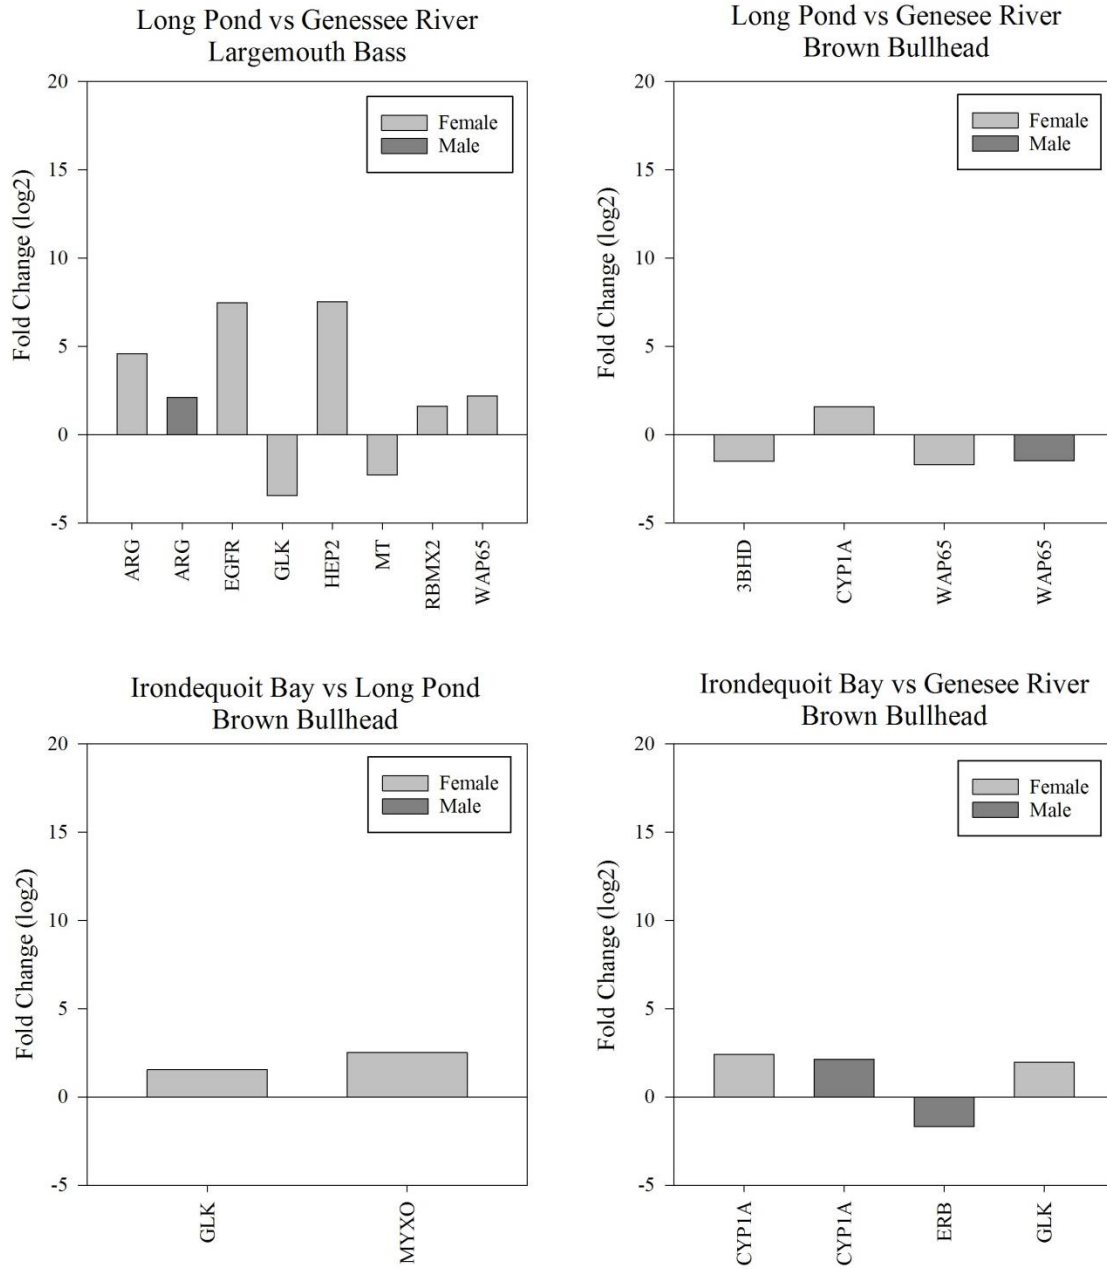 Long Pond vs Genessee River
Largemouth Bass
20
15
10
5
0
-5
Fold Change (log2)
Female
Male
ARG
ARG
EGFR
GLK
HEP2
MT
RBMX2
WAP65
Long Pond vs Genesee River
Brown Bullhead
20
15
10
5
0
-5
Fold Change (log2)
Female
Male
3BHD
CYP1A
WAP65
WAP65
Irondequoit Bay vs Long Pond
Brown Bullhead
20
15
10
5
0
-5
Fold Change (log2)
Female
Male
GLK
MYXO
Irondequoit Bay vs Genesee River
Brown Bullhead
20
15
10
5
0
-5
Fold Change (log2)
Female
Male
CYP1A
CYP1A
ERB
GLK